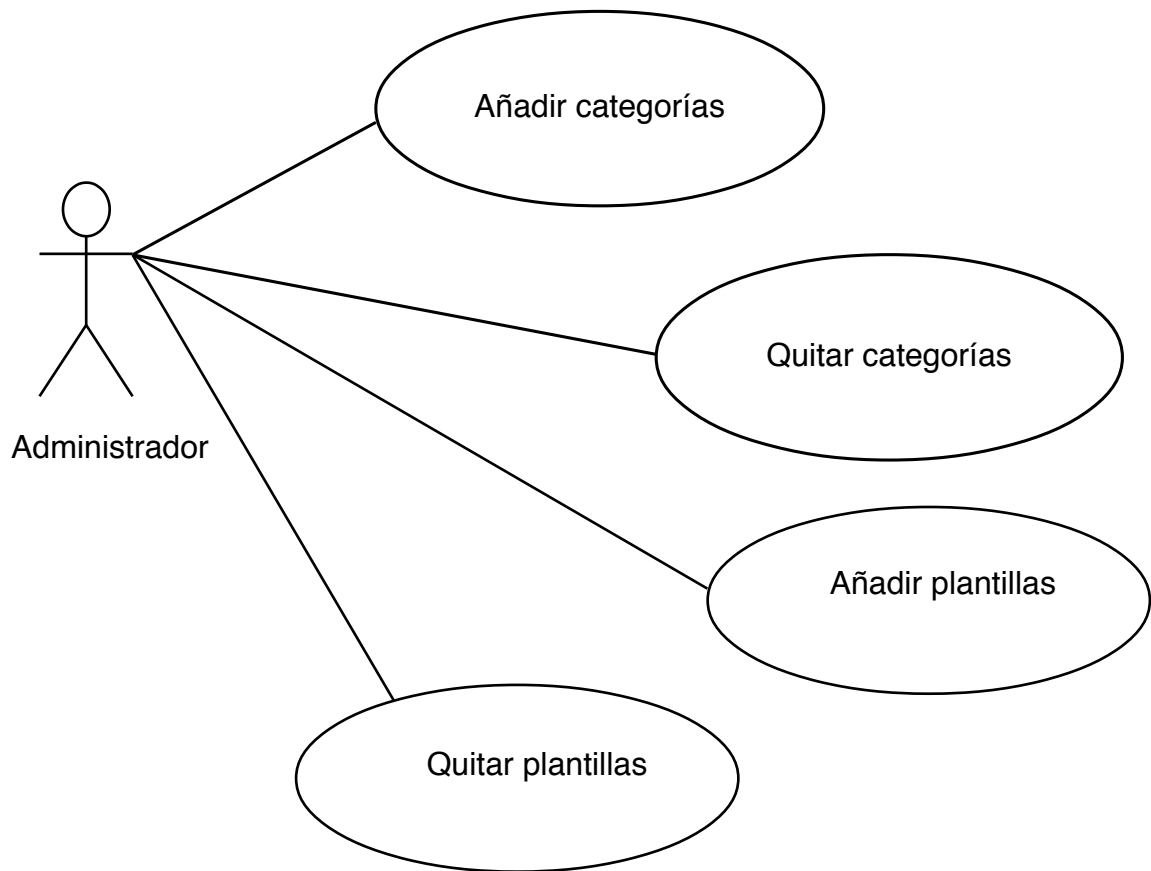 Añadir categorías
Quitar categorías
Administrador
Añadir plantillas
Quitar plantillas